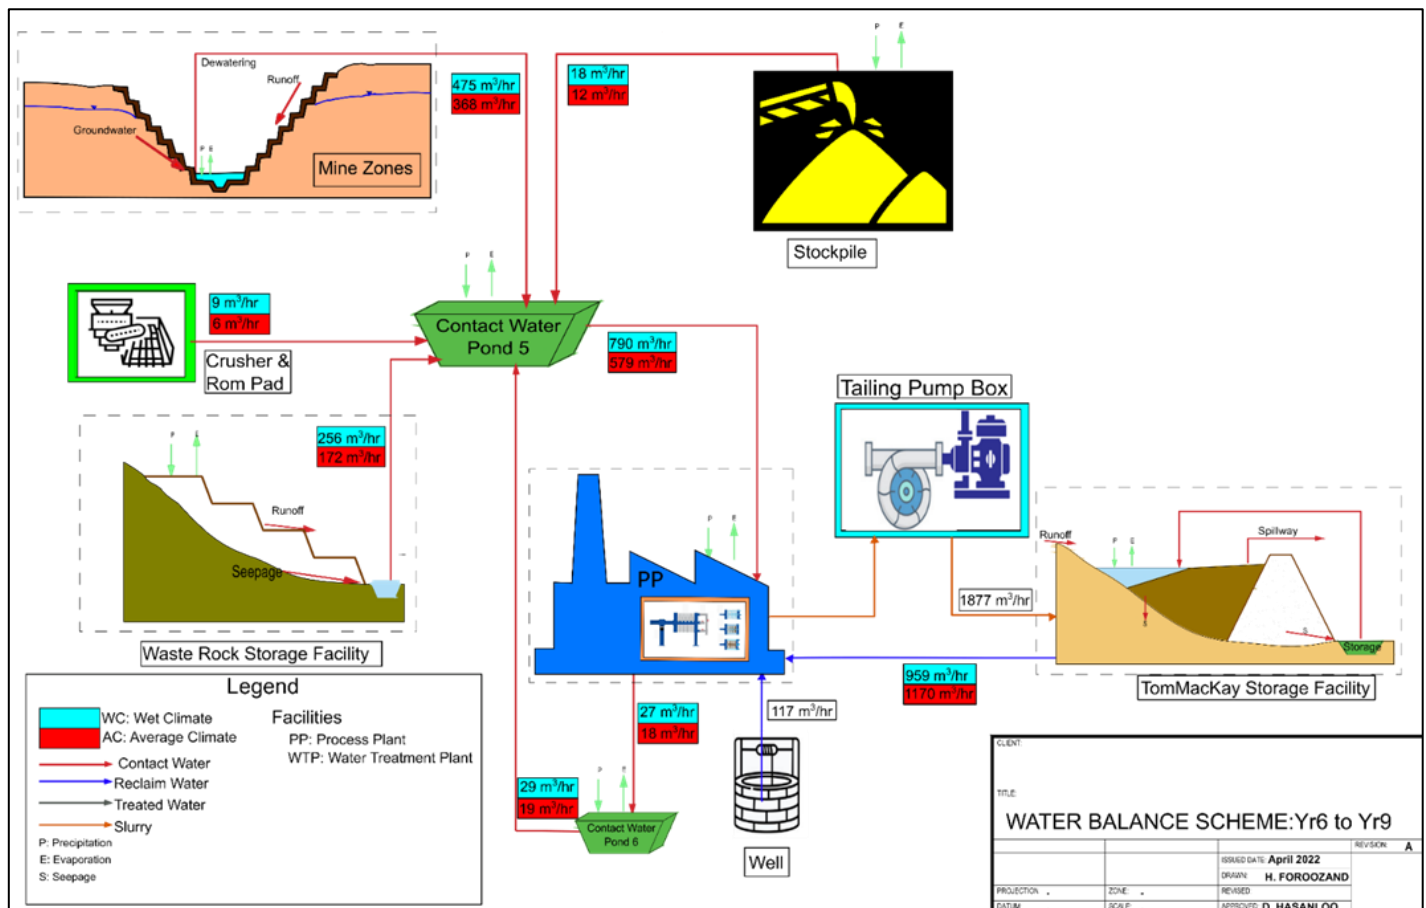 P E
Dewatering
Runoff
475 m³/hr
368 m³/hr
18 m³/hr
12 m³/hr
Groundwater
P E
Mine Zones
Stockpile
P E
9 m³/hr
6 m³/hr
Contact Water
Pond 5
Crusher &
Rom Pad
790 m³/hr
579 m³/hr
Tailing Pump Box
256 m³/hr
172 m³/hr
P E
Runoff
Seepage
Waste Rock Storage Facility
P E
PP
1877 m³/hr
Runoff
Spillway
P E
S
S
Storage
959 m³/hr
1170 m³/hr
TomMacKay Storage Facility
27 m³/hr
18 m³/hr
117 m³/hr
29 m³/hr
19 m³/hr
P E
Contact Water
Pond 6
Well
Legend
WC: Wet Climate
AC: Average Climate
Contact Water
Reclaim Water
Treated Water
Slurry
P: Precipitation
E: Evaporation
S: Seepage
Facilities
PP: Process Plant
WTP: Water Treatment Plant
CLIENT:
TITLE:
WATER BALANCE SCHEME:Yr6 to Yr9
REVISION: A
ISSUED DATE: April 2022
DRAWN: H. FOROOZAND
PROJECTION: - ZONE: - REVISED
DATUM: SCALE: APPROVED: D. HASANLOO